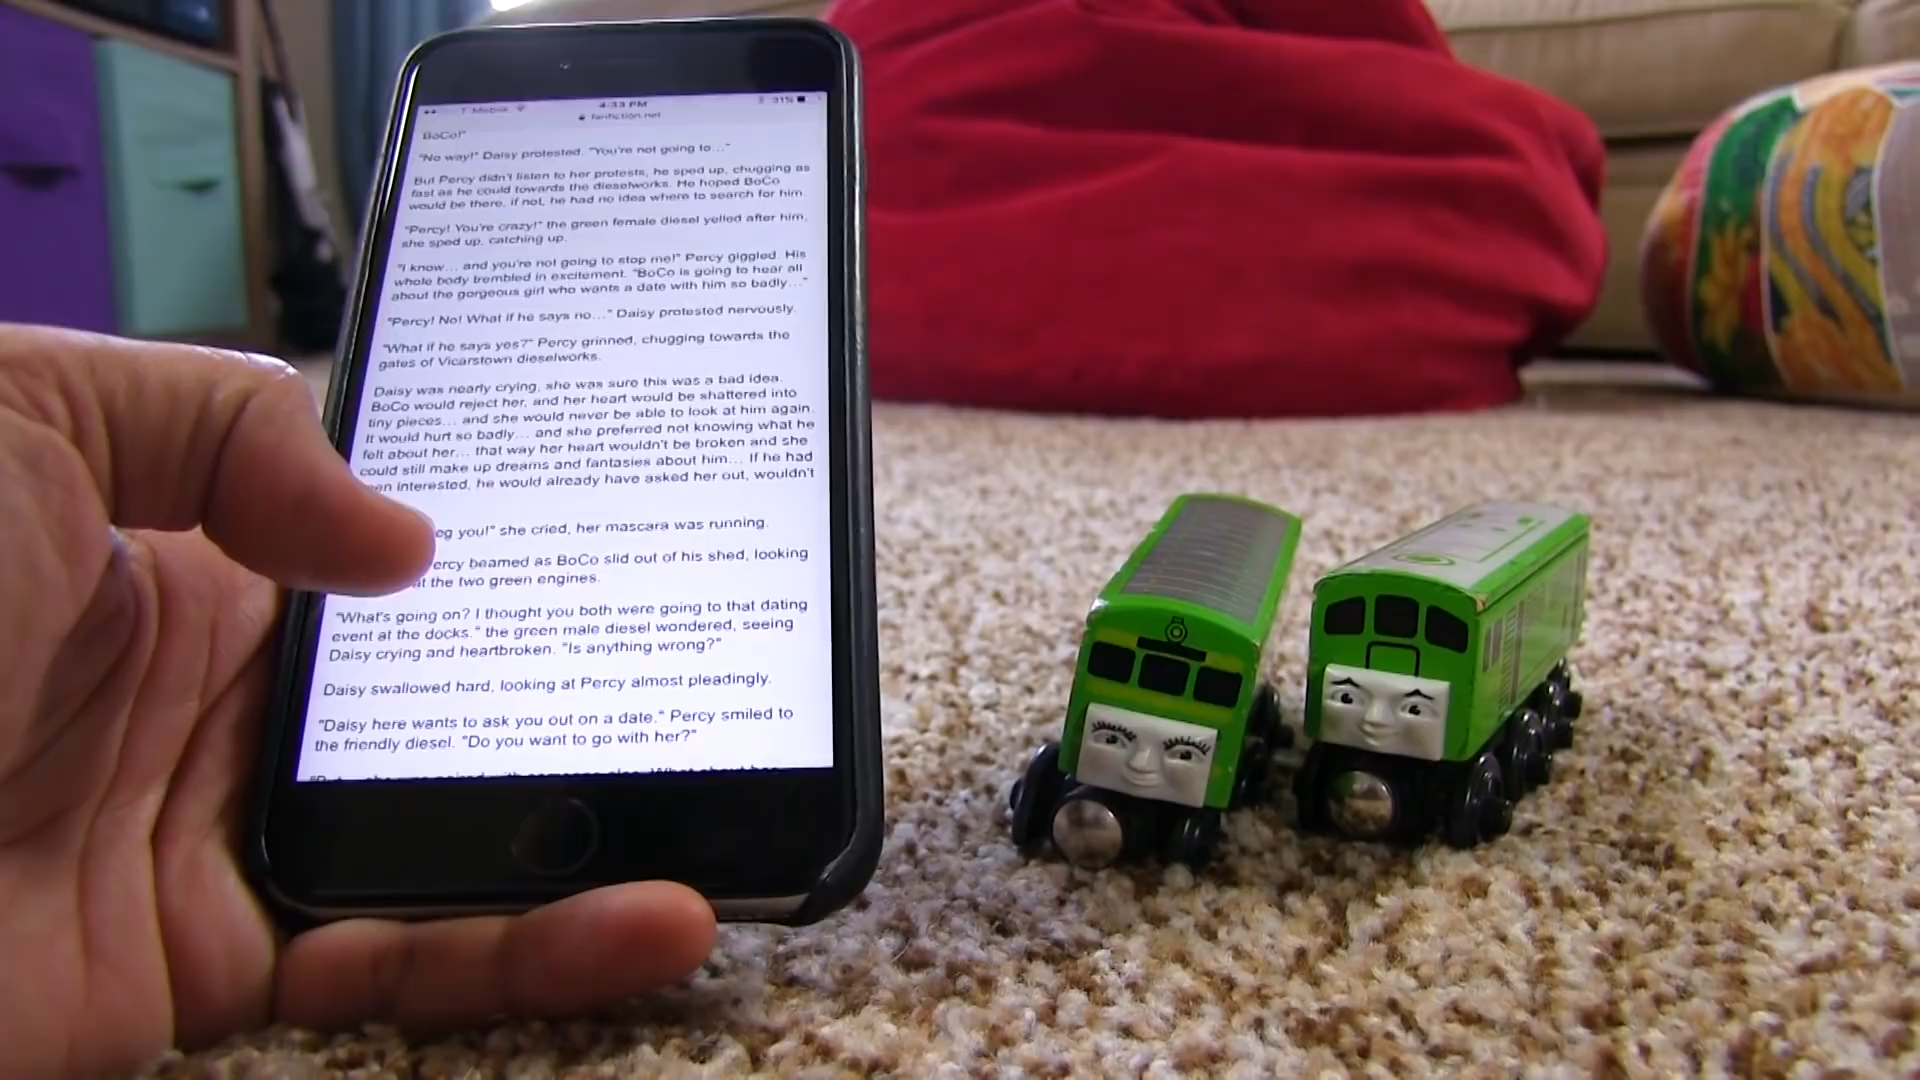 T-Mobile 4:33 PM 31%
fanfiction.net
BoCo!"
"No way!" Daisy protested. "You're not going to..."
But Percy didn't listen to her protests, he sped up, chugging as
fast as he could towards the dieselworks. He hoped BoCo
would be there, if not, he had no idea where to search for him.
"Percy! You're crazy!" the green female diesel yelled after him,
she sped up, catching up.
"I know... and you're not going to stop me!" Percy giggled. His
whole body trembled in excitement. "BoCo is going to hear all
about the gorgeous girl who wants a date with him so badly..."
"Percy! No! What if he says no..." Daisy protested nervously.
"What if he says yes?" Percy grinned, chugging towards the
gates of Vicarstown dieselworks.
Daisy was nearly crying, she was sure this was a bad idea.
BoCo would reject her, and her heart would be shattered into
tiny pieces... and she would never be able to look at him again.
It would hurt so badly... and she preferred not knowing what he
felt about her... that way her heart wouldn't be broken and she
could still make up dreams and fantasies about him... If he had
een interested, he would already have asked her out, wouldn't
eg you!" she cried, her mascara was running.
ercy beamed as BoCo slid out of his shed, looking
at the two green engines.
"What's going on? I thought you both were going to that dating
event at the docks." the green male diesel wondered, seeing
Daisy crying and heartbroken. "Is anything wrong?"
Daisy swallowed hard, looking at Percy almost pleadingly.
"Daisy here wants to ask you out on a date." Percy smiled to
the friendly diesel. "Do you want to go with her?"